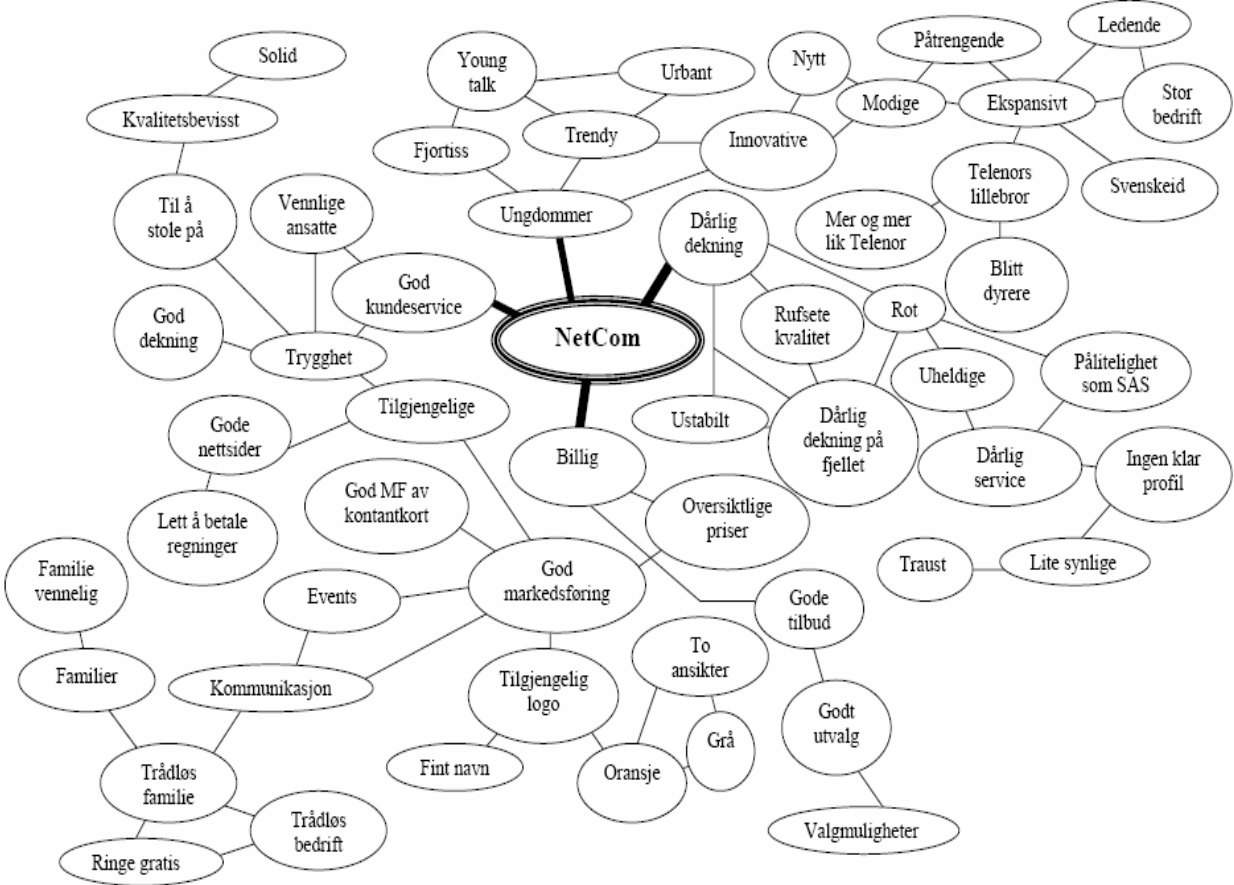 Solid
Kvalitetsbevisst
Til å
stole på
Vennlige
ansatte
God
kundeservice
God
dekning
Trygghet
Young
talk
Urbant
Trendy
Fjortiss
Ungdommer
Innovative
Nytt
Modige
Påtrengende
Ekspansivt
Ledende
Stor
bedrift
Svenskeid
Telenors
lillebror
Mer og mer
lik Telenor
Blitt
dyrere
Dårlig
dekning
NetCom
Rufsete
kvalitet
Rot
Uheldige
Pålitelighet
som SAS
Ustabilt
Dårlig
dekning på
fjellet
Dårlig
service
Ingen klar
profil
Lite synlige
Traust
Tilgjengelige
Gode
nettsider
Lett å betale
regninger
Billig
Oversiktlige
priser
God MF av
kontantkort
God
markedsføring
Events
Kommunikasjon
Familie
vennelig
Familier
Trådløs
familie
Trådløs
bedrift
Ringe gratis
Tilgjengelig
logo
Fint navn
To
ansikter
Oransje
Grå
Gode
tilbud
Godt
utvalg
Valgmuligheter